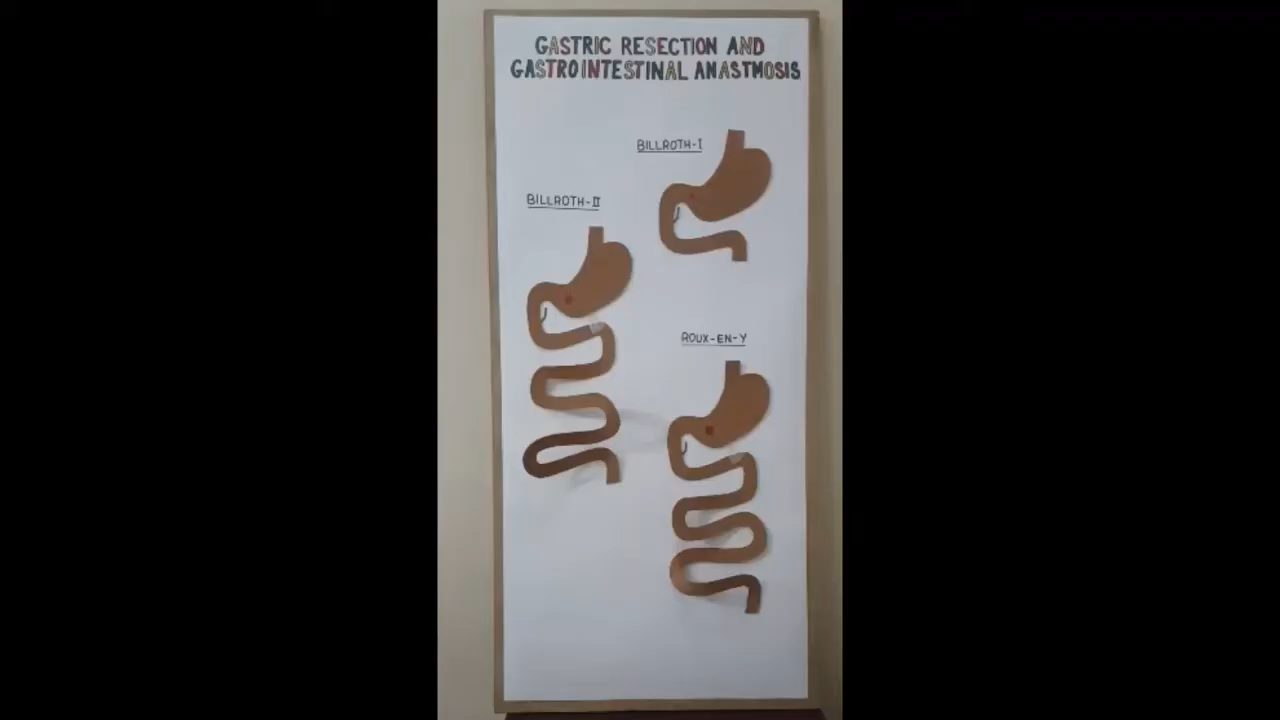 GASTRIC RESECTION AND
GASTROINTESTINAL ANASTMOSIS
BILLROTH-I
BILLROTH-II
ROUX-EN-Y